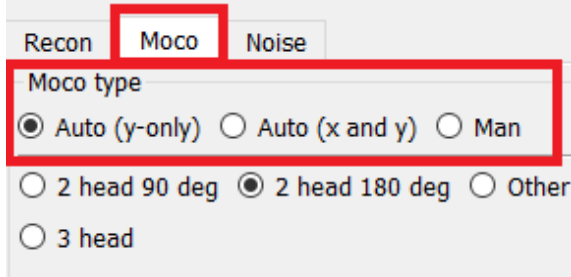 Recon Moco Noise
Moco type
Auto (y-only) Auto (x and y) Man
2 head 90 deg 2 head 180 deg Other
3 head